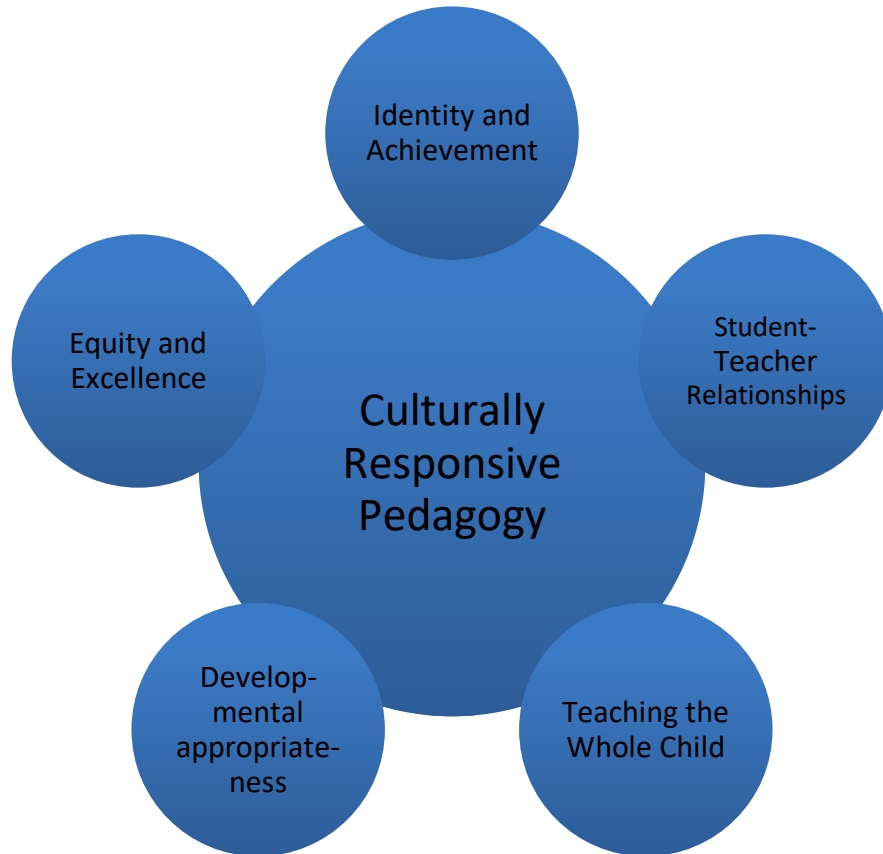 Identity and
Achievement
Equity and
Excellence
Student-
Teacher
Relationships
Culturally
Responsive
Pedagogy
Develop-
mental
appropriate-
ness
Teaching the
Whole Child